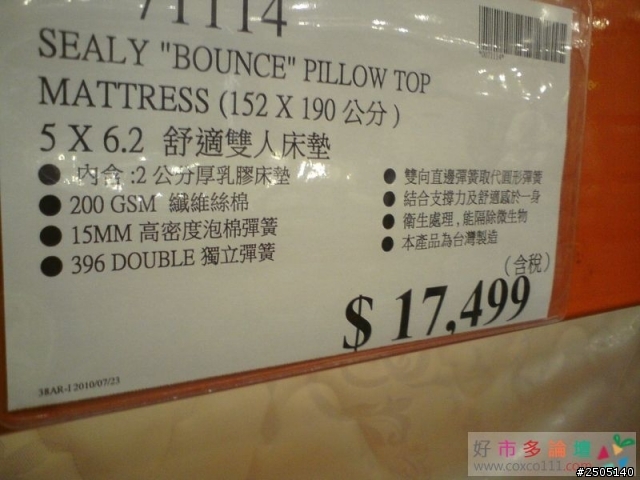 71114
SEALY "BOUNCE" PILLOW TOP
MATTRESS (152 X 190 公分)
5 X 6.2 舒適雙人床墊
● 內含:2 公分厚乳膠床墊
● 200 GSM 纖維絲棉
● 15MM 高密度泡棉彈簧
● 396 DOUBLE 獨立彈簧
● 雙向直邊彈簧取代圓形彈簧
● 結合支撐力及舒適感於一身
● 衛生處理,能隔除微生物
● 本產品為台灣製造
(含稅)
$ 17,499
38AR-1 2010/07/23
好市多論壇
www.coxco111.com
#2505140